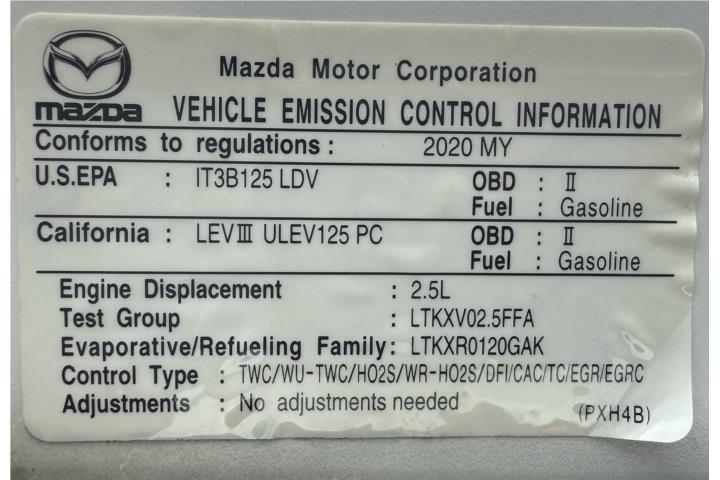 Mazda Motor Corporation
mazda VEHICLE EMISSION CONTROL INFORMATION
Conforms to regulations : 2020 MY
U.S.EPA : IT3B125 LDV OBD : II
Fuel : Gasoline
California : LEVIII ULEV125 PC OBD : II
Fuel : Gasoline
Engine Displacement : 2.5L
Test Group : LTKXV02.5FFA
Evaporative/Refueling Family: LTKXR0120GAK
Control Type : TWC/WU-TWC/HO2S/WR-HO2S/DFI/CAC/TC/EGR/EGRC
Adjustments : No adjustments needed (PXH4B)